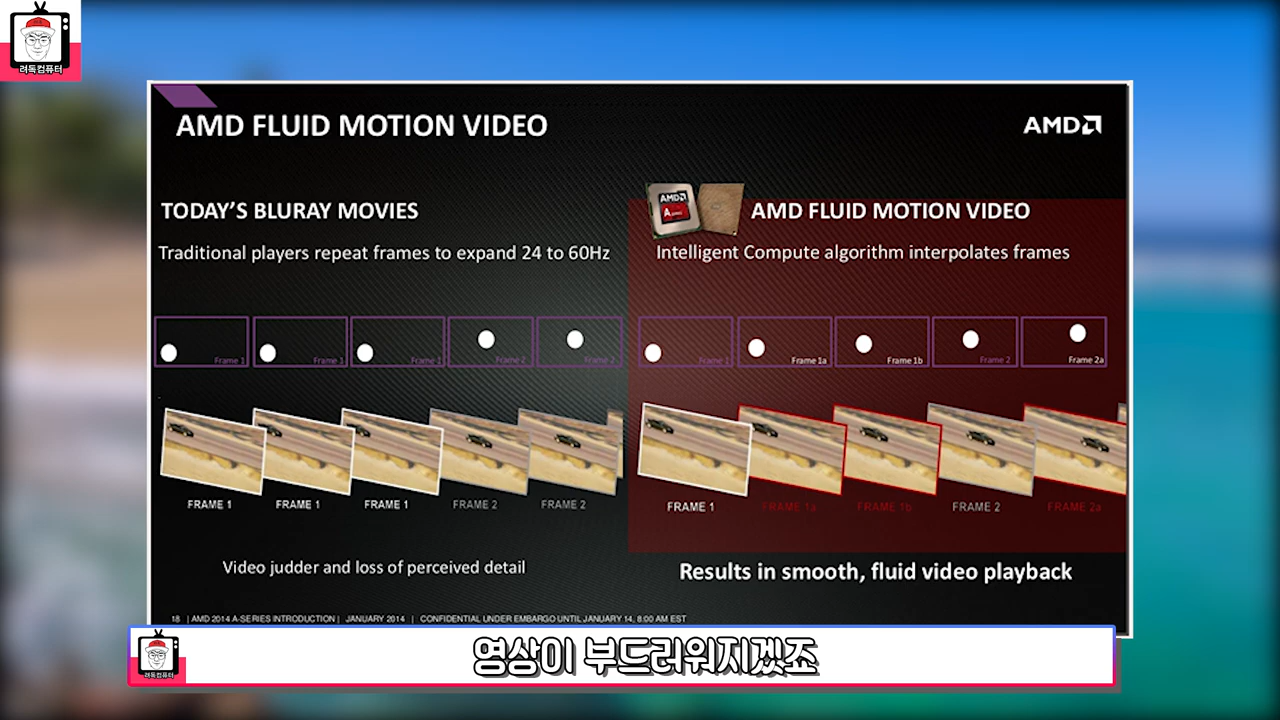 려독컴퓨터
AMD FLUID MOTION VIDEO
AMD
TODAY'S BLURAY MOVIES
Traditional players repeat frames to expand 24 to 60Hz
Frame 1
Frame 1
Frame 1
Frame 2
Frame 2
FRAME 1
FRAME 1
FRAME 1
FRAME 2
FRAME 2
Video judder and loss of perceived detail
AMD
AMD FLUID MOTION VIDEO
Intelligent Compute algorithm interpolates frames
Frame 1
Frame 1a
Frame 1b
Frame 2
Frame 2a
FRAME 1
FRAME 1a
FRAME 1b
FRAME 2
FRAME 2a
Results in smooth, fluid video playback
18 | AMD 2014 A-SERIES INTRODUCTION | JANUARY 2014 | CONFIDENTIAL UNDER EMBARGO UNTIL JANUARY 14, 8:00 AM EST
려독컴퓨터
영상이 부드러워지겠죠